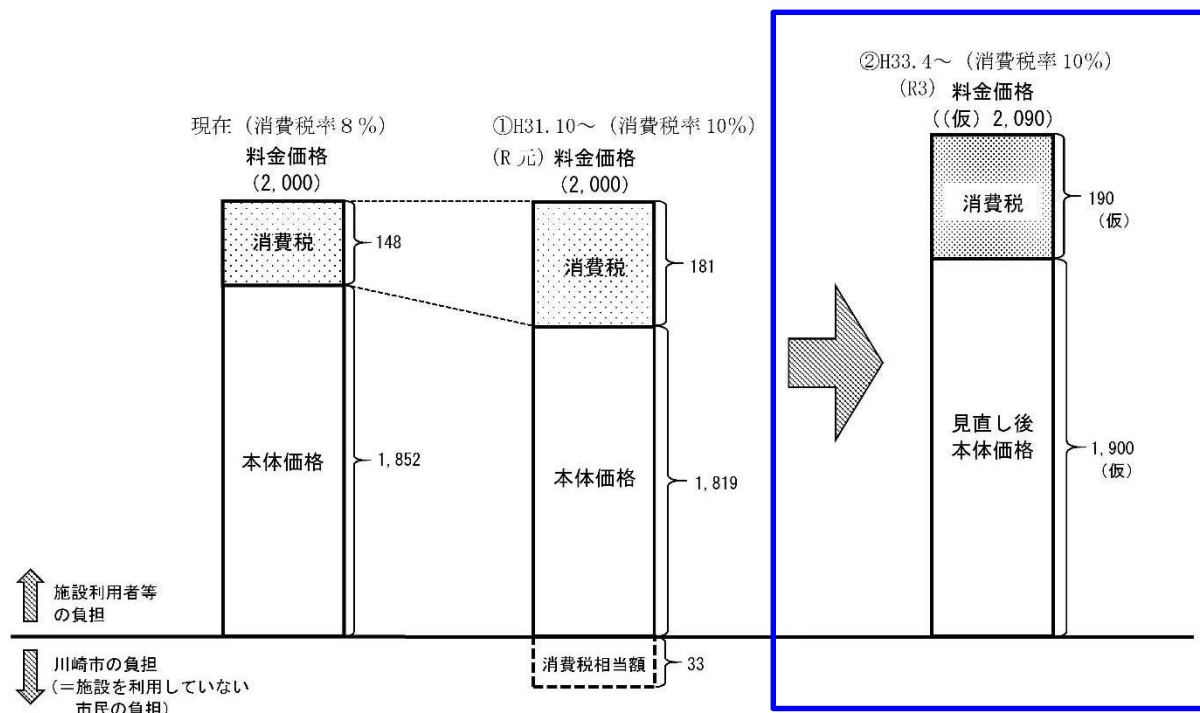 現在（消費税率８％）
料金価格
(2,000)
消費税
148
本体価格
1,852
①H31.10～（消費税率10％）
（R元）料金価格
(2,000)
消費税
181
本体価格
1,819
消費税相当額
33
②H33.4～（消費税率10％）
（R3）料金価格
((仮) 2,090)
消費税
190
（仮）
見直し後
本体価格
1,900
（仮）
施設利用者等
の負担
川崎市の負担
（＝施設を利用していない
市民の負担）